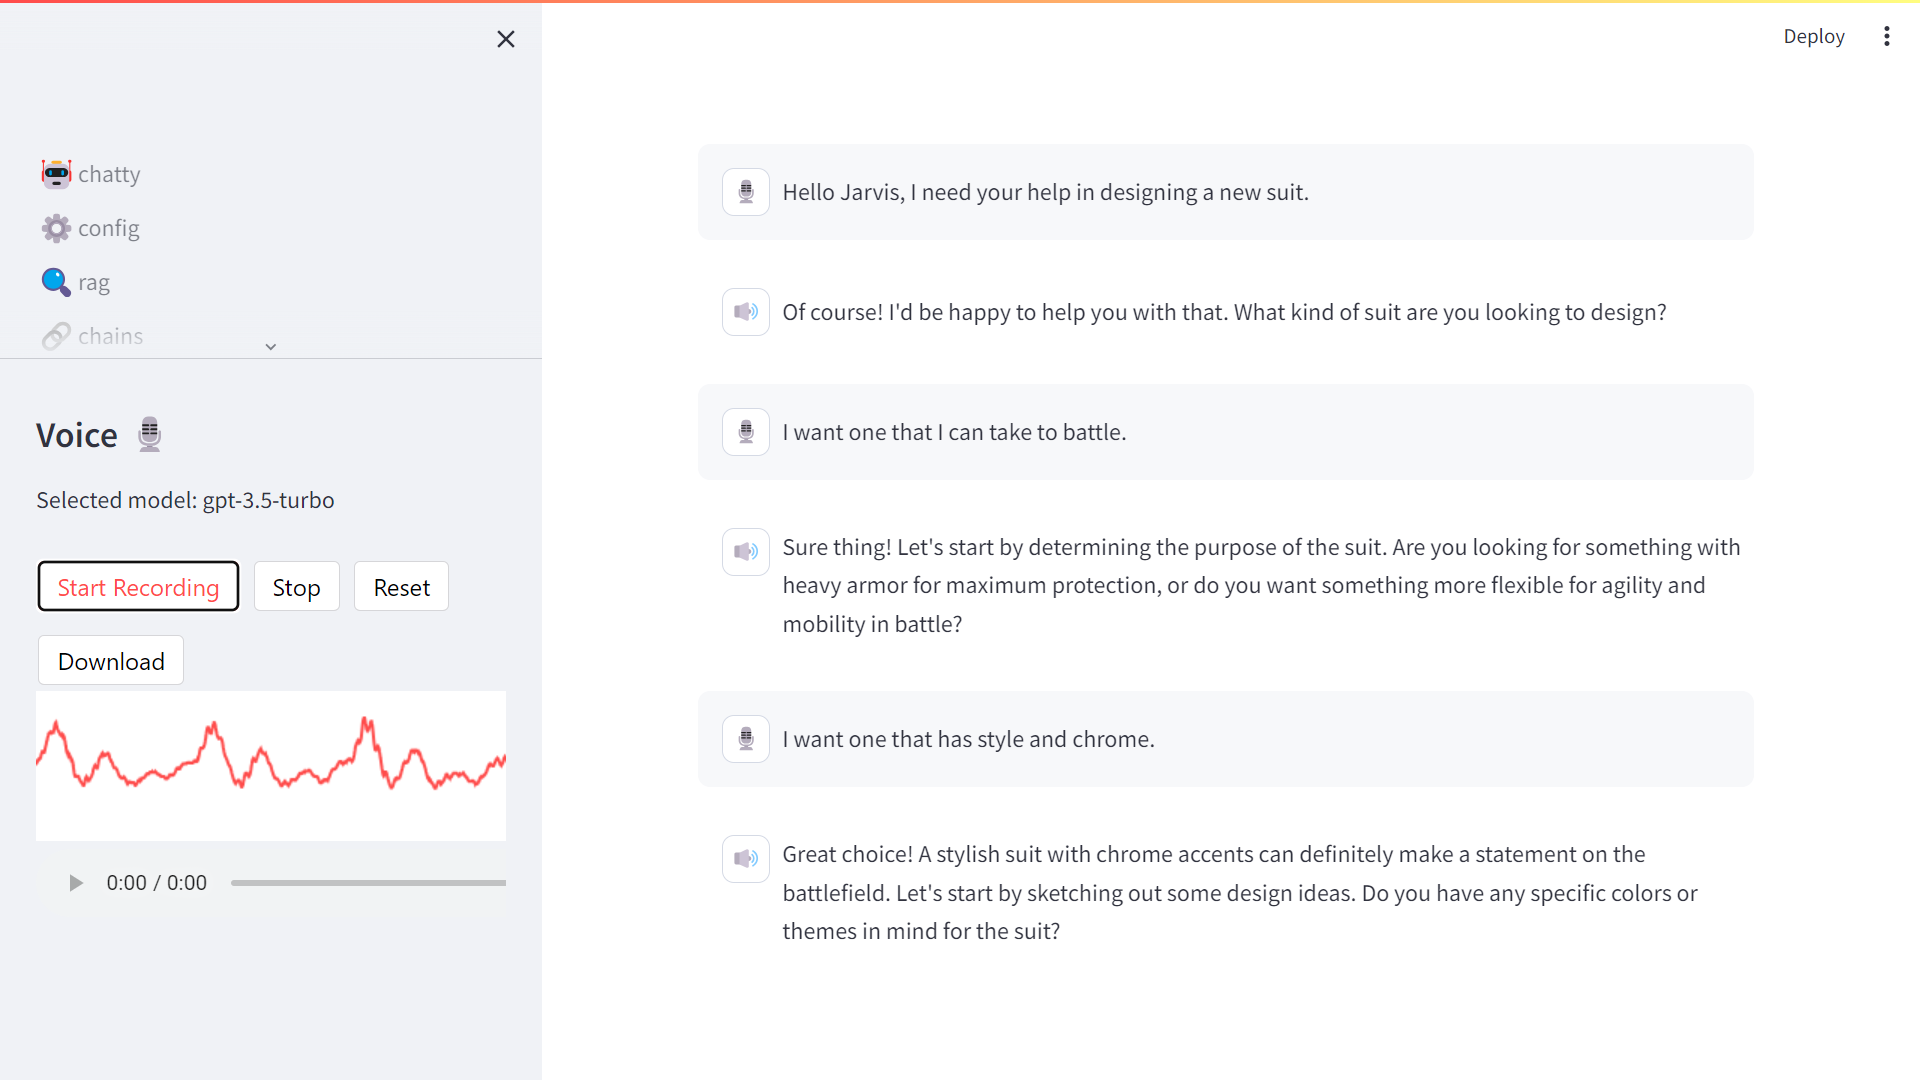 Deploy
chatty
config
rag
chains
Voice
Selected model: gpt-3.5-turbo
Start Recording
Stop
Reset
Download
0:00 / 0:00
Hello Jarvis, I need your help in designing a new suit.
Of course! I'd be happy to help you with that. What kind of suit are you looking to design?
I want one that I can take to battle.
Sure thing! Let's start by determining the purpose of the suit. Are you looking for something with
heavy armor for maximum protection, or do you want something more flexible for agility and
mobility in battle?
I want one that has style and chrome.
Great choice! A stylish suit with chrome accents can definitely make a statement on the
battlefield. Let's start by sketching out some design ideas. Do you have any specific colors or
themes in mind for the suit?